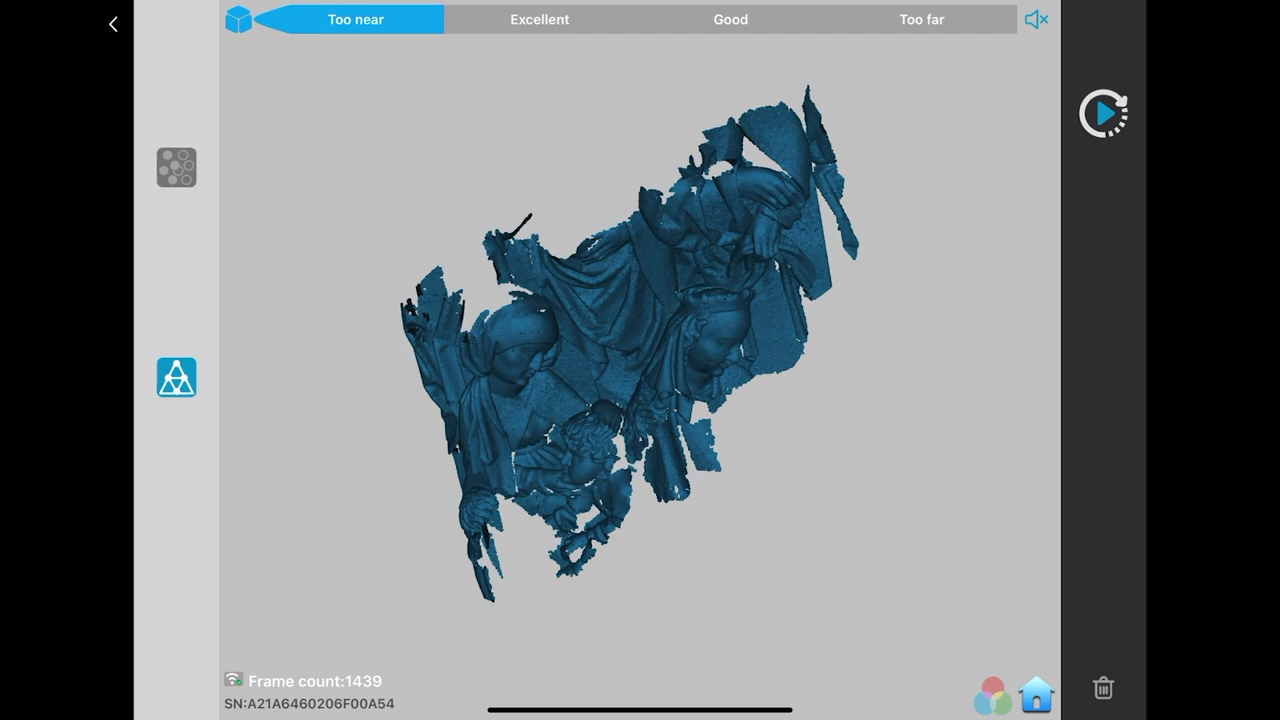 Too near
Excellent
Good
Too far
Frame count:1439
SN:A21A6460206F00A54